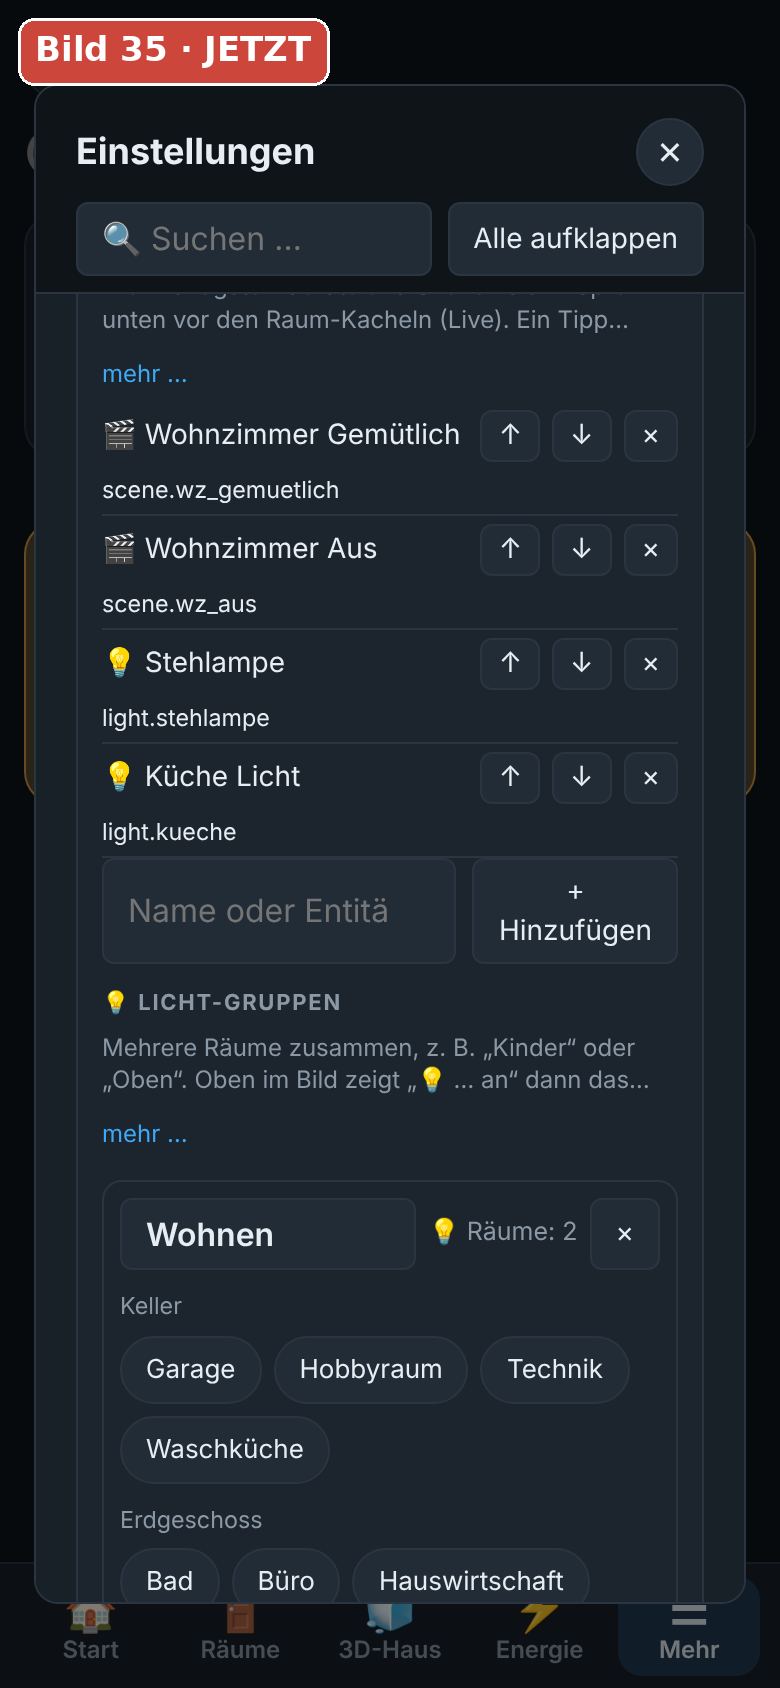 Bild 35 · JETZT
Einstellungen
×
🔍 Suchen ...
Alle aufklappen
unten vor den Raum-Kacheln (Live). Ein Tipp...
mehr ...
🎬 Wohnzimmer Gemütlich ↑ ↓ ×
scene.wz_gemuetlich
🎬 Wohnzimmer Aus ↑ ↓ ×
scene.wz_aus
💡 Stehlampe ↑ ↓ ×
light.stehlampe
💡 Küche Licht ↑ ↓ ×
light.kueche
Name oder Entitä
+
Hinzufügen
💡 LICHT-GRUPPEN
Mehrere Räume zusammen, z. B. „Kinder“ oder
„Oben“. Oben im Bild zeigt „💡 ... an“ dann das...
mehr ...
Wohnen
💡 Räume: 2
×
Keller
Garage Hobbyraum Technik
Waschküche
Erdgeschoss
Bad Büro Hauswirtschaft
Start Räume 3D-Haus Energie Mehr